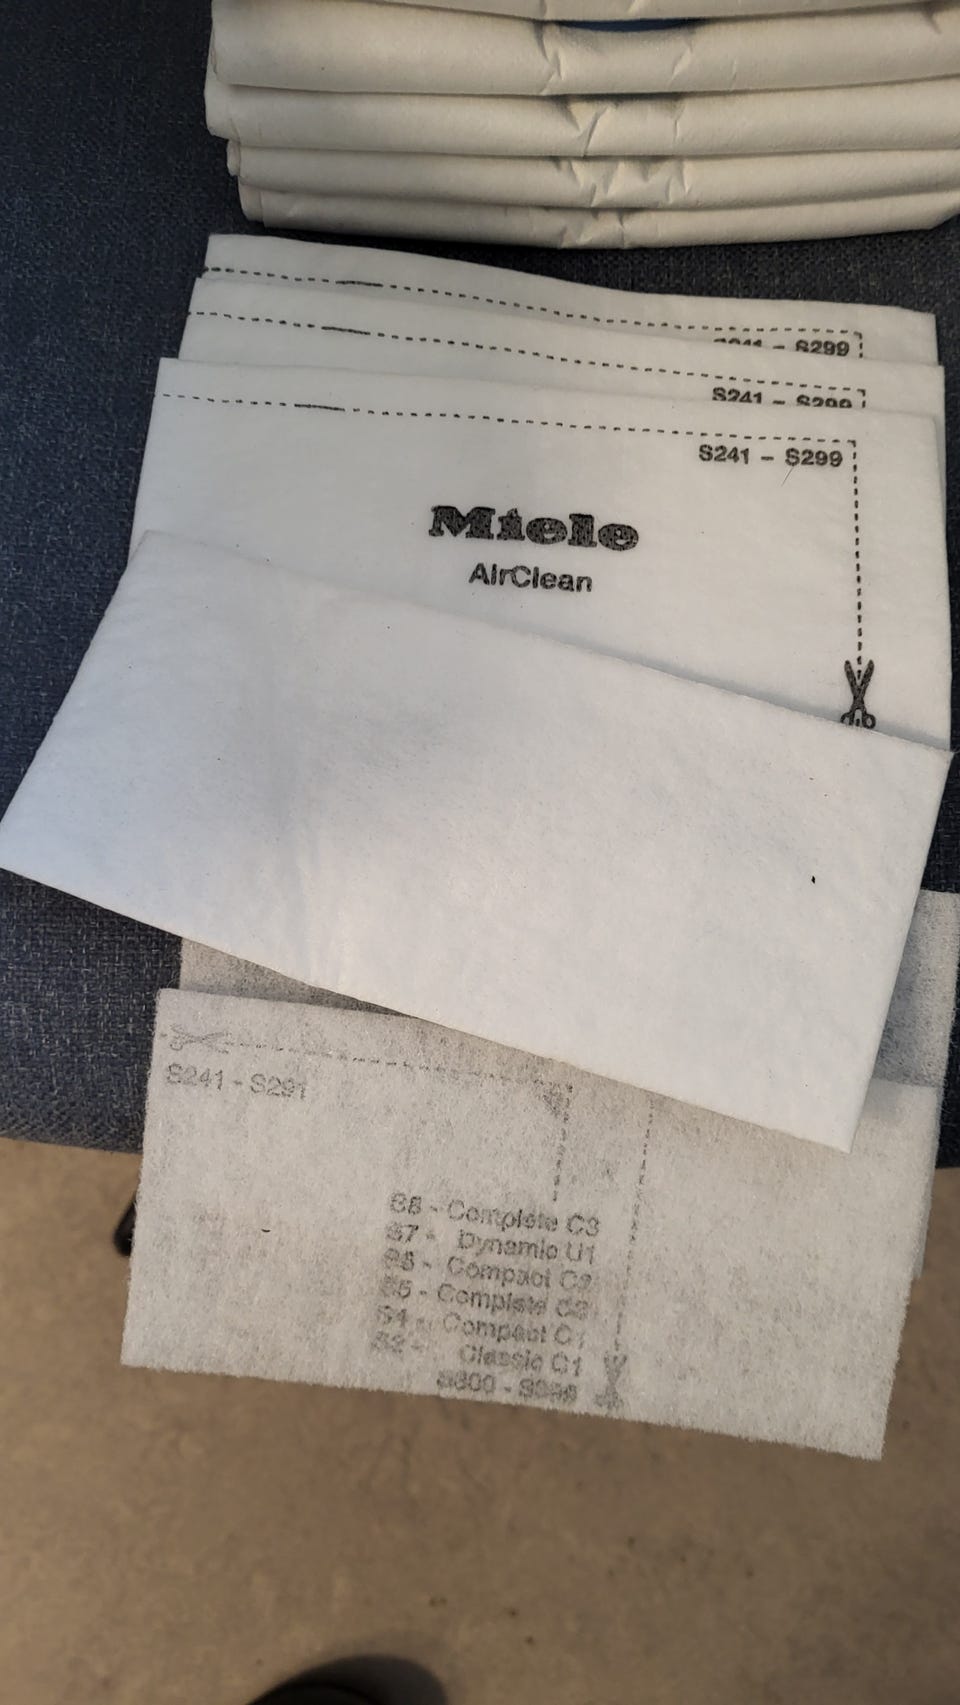 S241 - S299
S241 - S299
S241 - S299
Miele
AirClean
S241 - S291
S8 - Complete C3
S7 - Dynamic U1
S6 - Compact C2
S5 - Complete C2
S4 - Compact C1
S2 - Classic C1